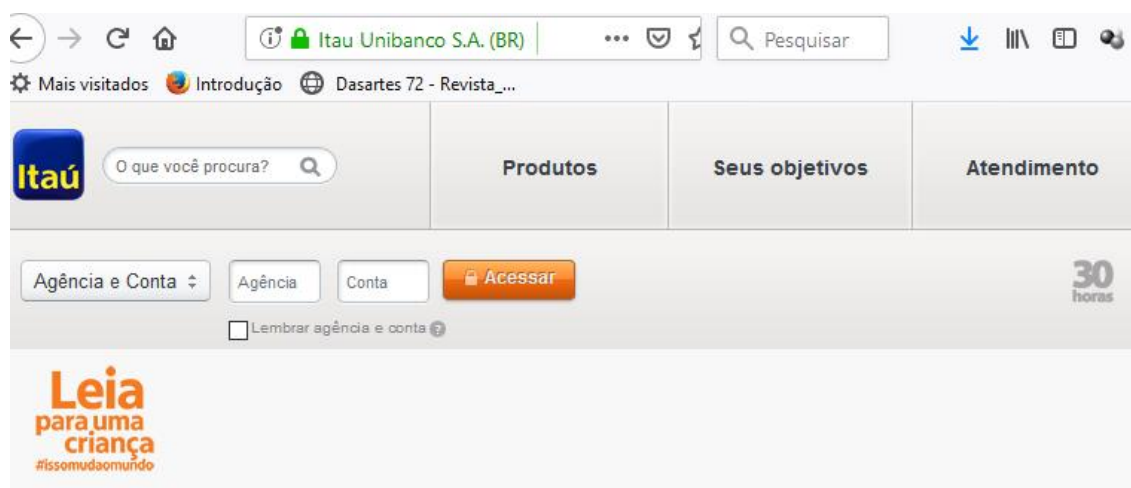 Itau Unibanco S.A. (BR)
Pesquisar
Mais visitados
Introdução
Dasartes 72 - Revista_...
Itaú
O que você procura?
Produtos
Seus objetivos
Atendimento
Agência e Conta
Agência
Conta
Acessar
30
horas
Lembrar agência e conta ?
Leia
para uma
criança
#issomudaomundo